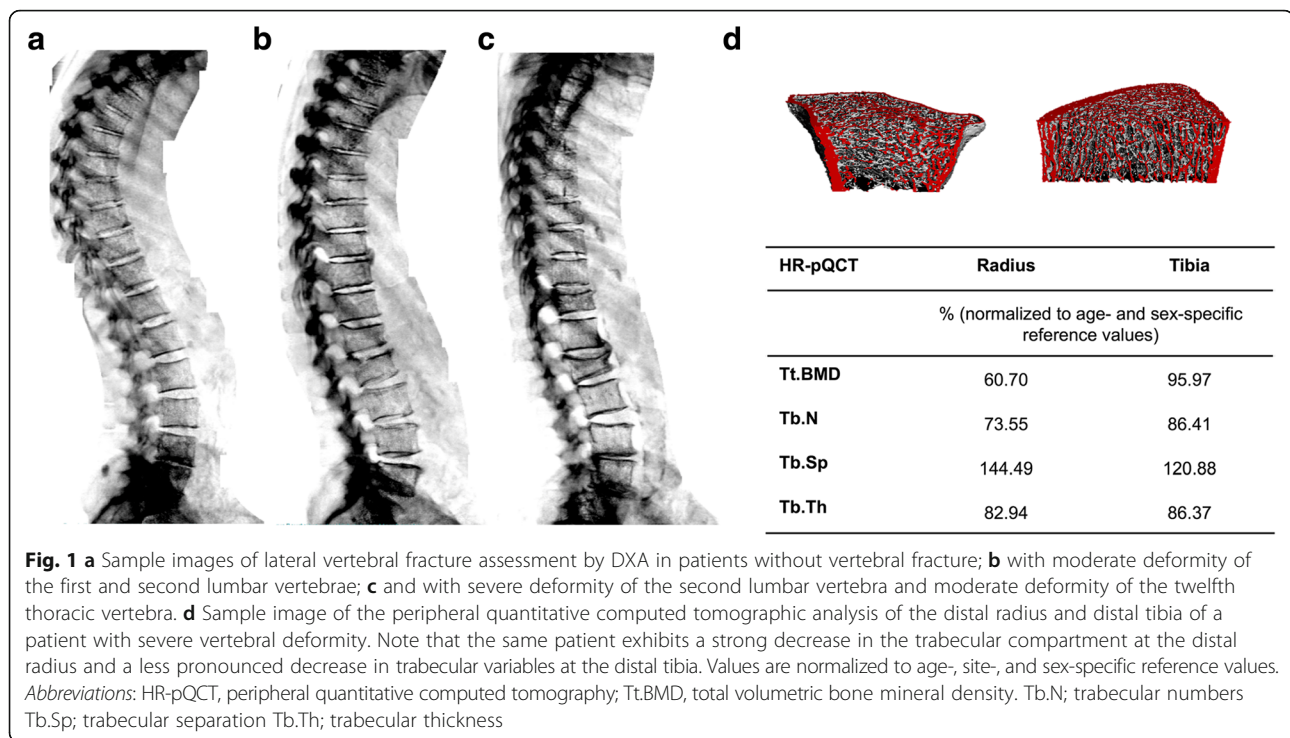 a b c d
HR-pQCT Radius Tibia
% (normalized to age- and sex-specific
reference values)
Tt.BMD 60.70 95.97
Tb.N 73.55 86.41
Tb.Sp 144.49 120.88
Tb.Th 82.94 86.37
Fig. 1 a Sample images of lateral vertebral fracture assessment by DXA in patients without vertebral fracture; b with moderate deformity of
the first and second lumbar vertebrae; c and with severe deformity of the second lumbar vertebra and moderate deformity of the twelfth
thoracic vertebra. d Sample image of the peripheral quantitative computed tomographic analysis of the distal radius and distal tibia of a
patient with severe vertebral deformity. Note that the same patient exhibits a strong decrease in the trabecular compartment at the distal
radius and a less pronounced decrease in trabecular variables at the distal tibia. Values are normalized to age-, site-, and sex-specific reference values.
Abbreviations: HR-pQCT, peripheral quantitative computed tomography; Tt.BMD, total volumetric bone mineral density. Tb.N; trabecular numbers
Tb.Sp; trabecular separation Tb.Th; trabecular thickness